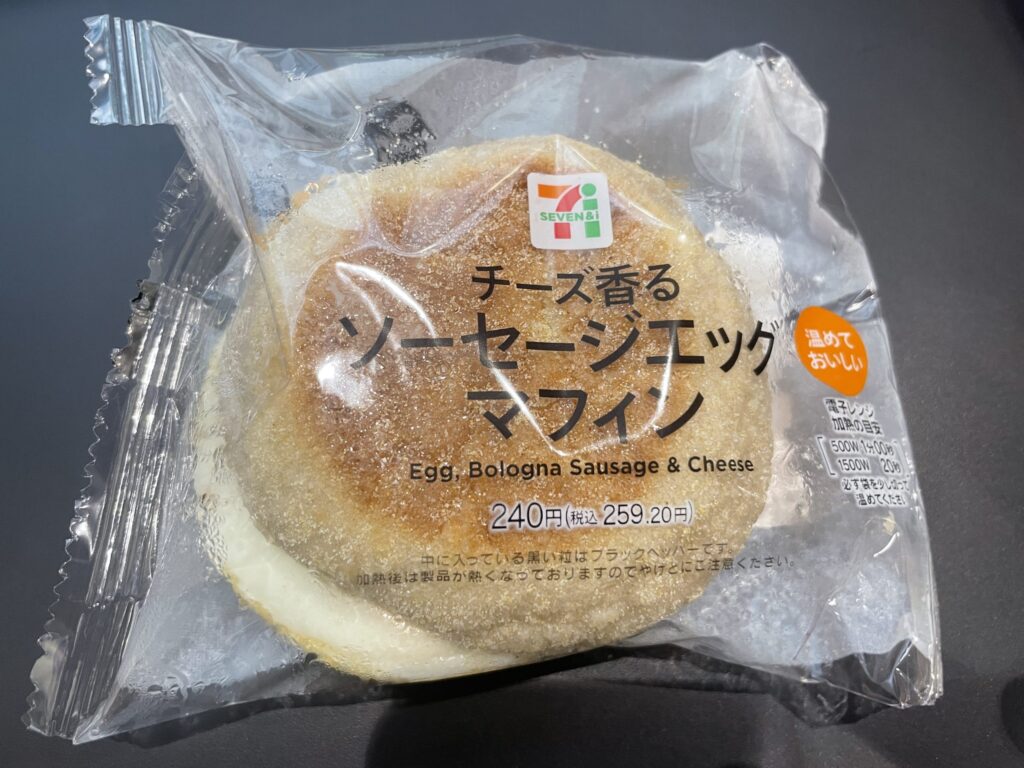 SEVEN&i
チーズ香る
ソーセージエッグ
マフィン
Egg, Bologna Sausage & Cheese
240円(税込 259.20円)
中に入っている黒い粒はブラックペッパーです。
加熱後は製品が熱くなっておりますのでやけどにご注意ください。
温めて
おいしい
電子レンジ
加熱の目安
500W 1分00秒
1500W 20秒
必ず袋を少し切って
温めてください